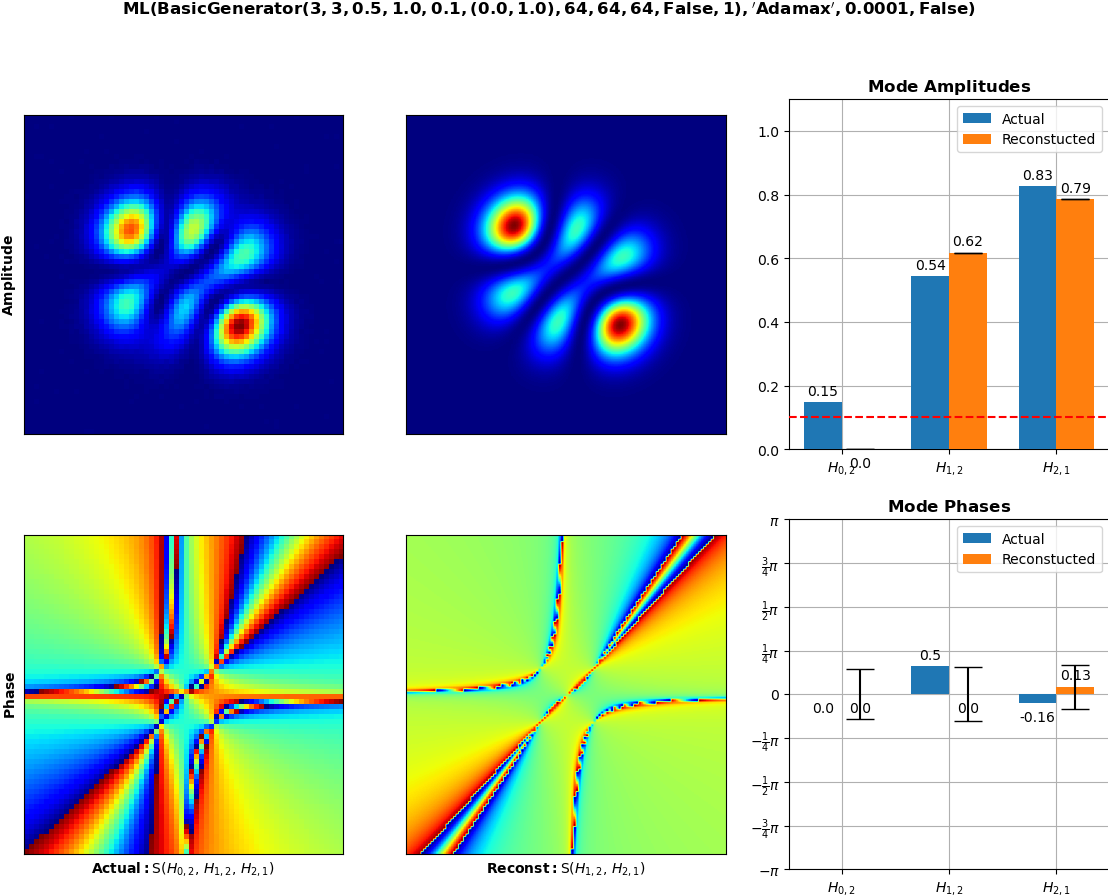 ML(BasicGenerator(3, 3, 0.5, 1.0, 0.1, (0.0, 1.0), 64, 64, 64, False, 1), ′Adamax′, 0.0001, False)
Amplitude
Mode Amplitudes
Actual
Reconstucted
1.0
0.8
0.6
0.4
0.2
0.0
0.15
0.0
0.54
0.62
0.83
0.79
H0,2
H1,2
H2,1
Phase
Actual: S(H0,2, H1,2, H2,1)
Reconst: S(H1,2, H2,1)
Mode Phases
Actual
Reconstucted
π
3/4π
1/2π
1/4π
0
−1/4π
−1/2π
−3/4π
−π
0.0
0.0
0.5
0.0
-0.16
0.13
H0,2
H1,2
H2,1